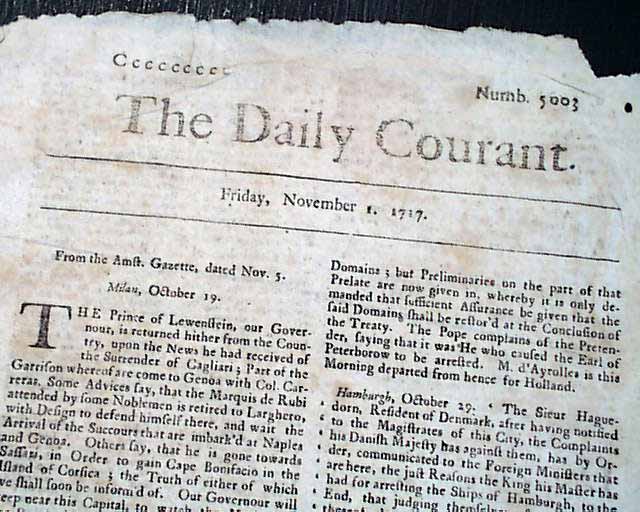 C c c c c c c c c
Numb. 5003
The Daily Courant.
Friday, November 1. 1717.
From the Amst. Gazette, dated Nov. 5.
Milan, October 19.
THE Prince of Lewenstein, our Gover-
nour, is return'd hither from the Coun-
try, upon the News he had received of
the Surrender of Cagliari; Part of the
Garrison whereof are come to Genoa with Col. Car-
reras. Some Advices say, that the Marquis de Rubi
attended by some Noblemen is retired to Larghero,
with Design to defend himself there, and wait the
Arrival of the Succours that are imbark'd at Naples
and Genoa. Others say, that he is gone towards
Sassari, in Order to gain Cape Bonifacio in the
Island of Corsica; the Truth of either of which
we shall soon be inform'd of. Our Governour will
keep near this Capital, to watch the
Domains; but Preliminaries on the part of that
Prelate are now given in, whereby it is only de-
manded that sufficient Assurance be given that the
said Domains shall be restor'd at the Conclusion of
the Treaty. The Pope complains of the Preten-
der, saying that it was He who caused the Earl of
Peterborow to be arrested. M. d'Ayrolles is this
Morning departed from hence for Holland.
Hamburgh, October 29. The Sieur Hague-
dorn, Resident of Denmark, after having notified
to the Magistrates of this City, the Complaints
his Danish Majesty has against them, has by Or-
der, communicated to the Foreign Ministers that
are here, the just Reasons the King his Master has
had for arresting the Ships of Hamburgh, to the
End, that judging themselves